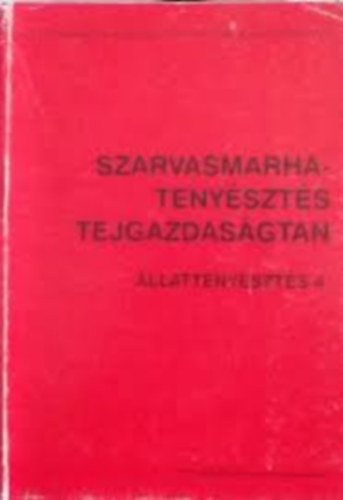 SZARVASMARHA-
TENYÉSZTÉS
TEJGAZDASÁGTAN
ÁLLATTENYÉSZTÉS 4